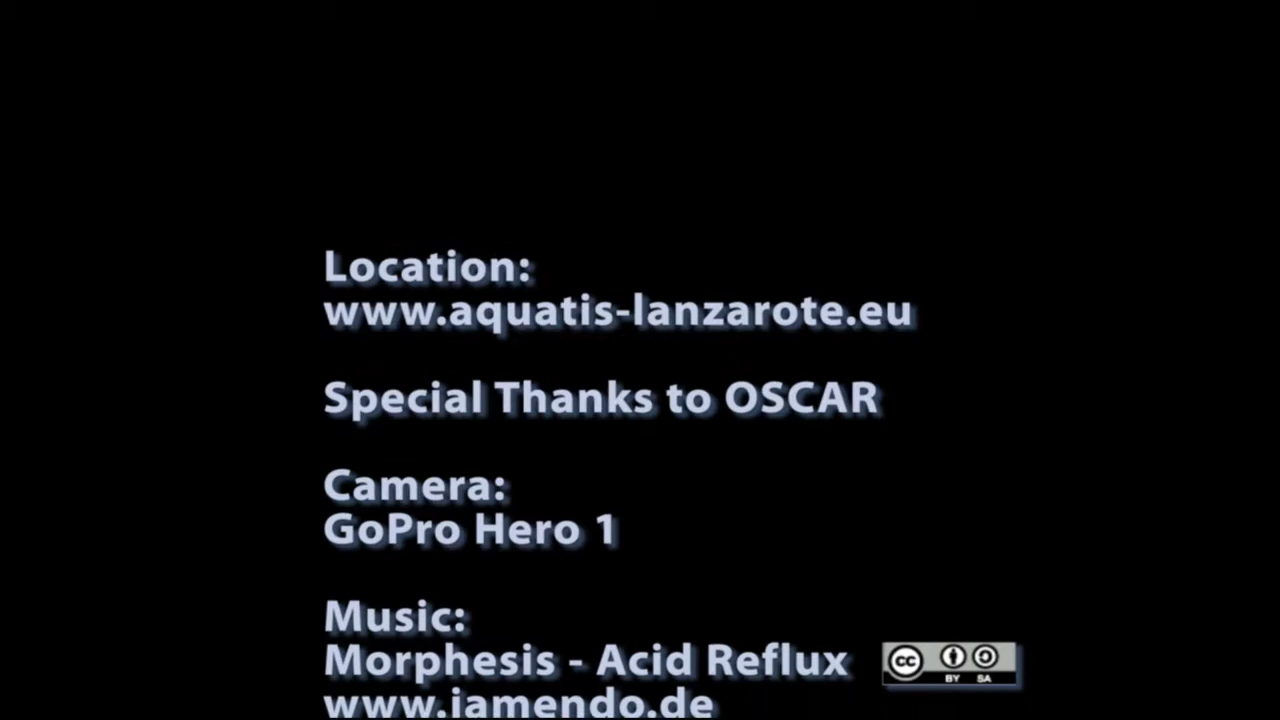 Location:
www.aquatis-lanzarote.eu
Special Thanks to OSCAR
Camera:
GoPro Hero 1
Music:
Morphesis - Acid Reflux
cc BY SA
www.jamendo.de